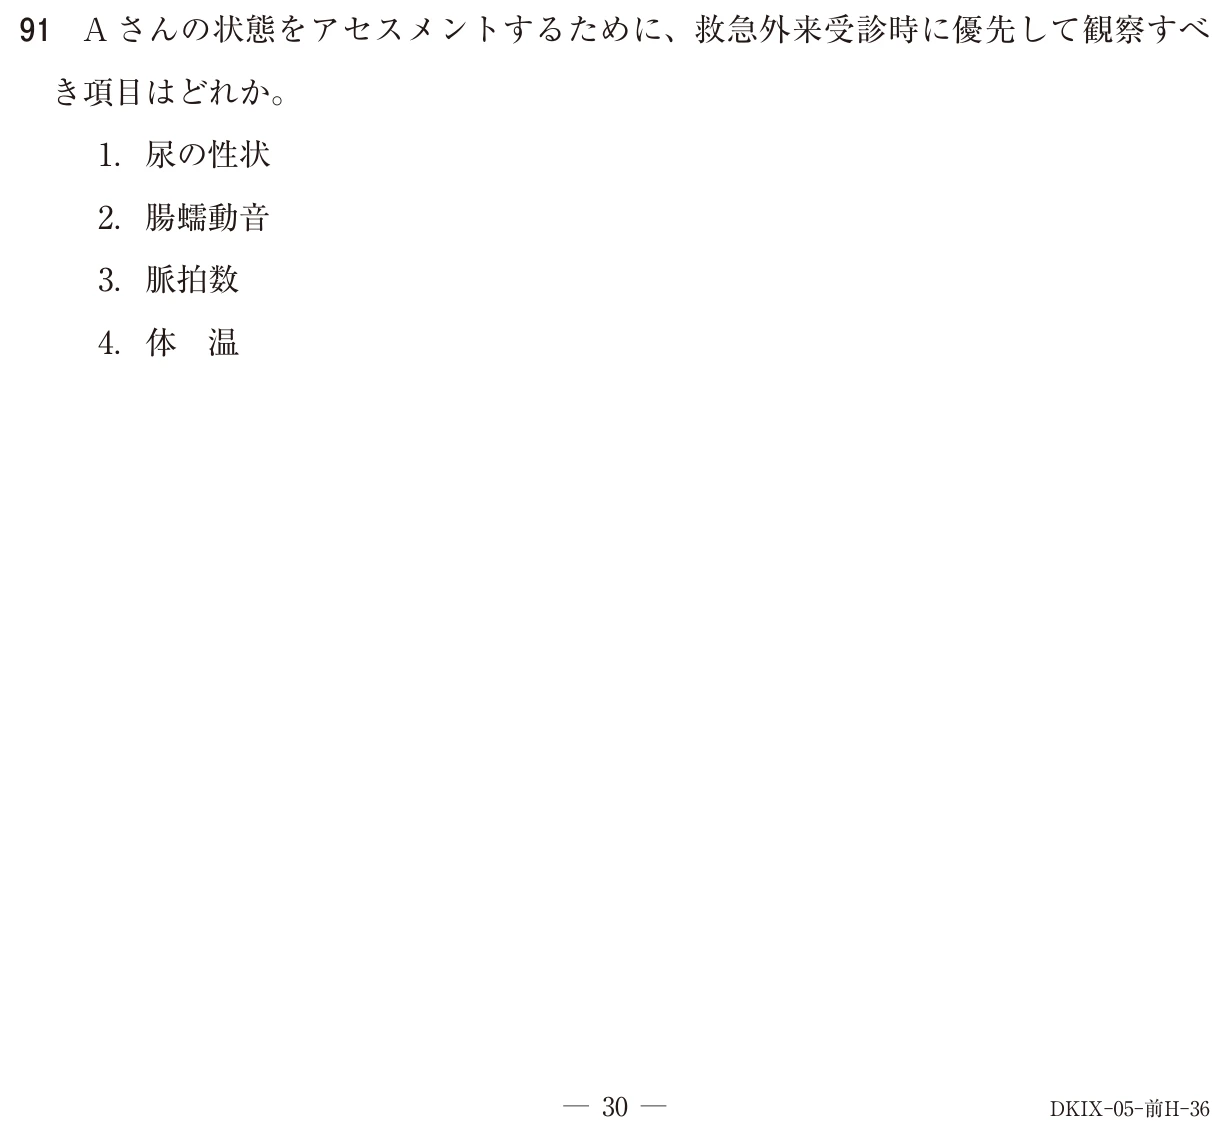 91　Aさんの状態をアセスメントするために、救急外来受診時に優先して観察すべ
き項目はどれか。
1.　尿の性状
2.　腸蠕動音
3.　脈拍数
4.　体　温
— 30 —
DKIX-05-前H-36